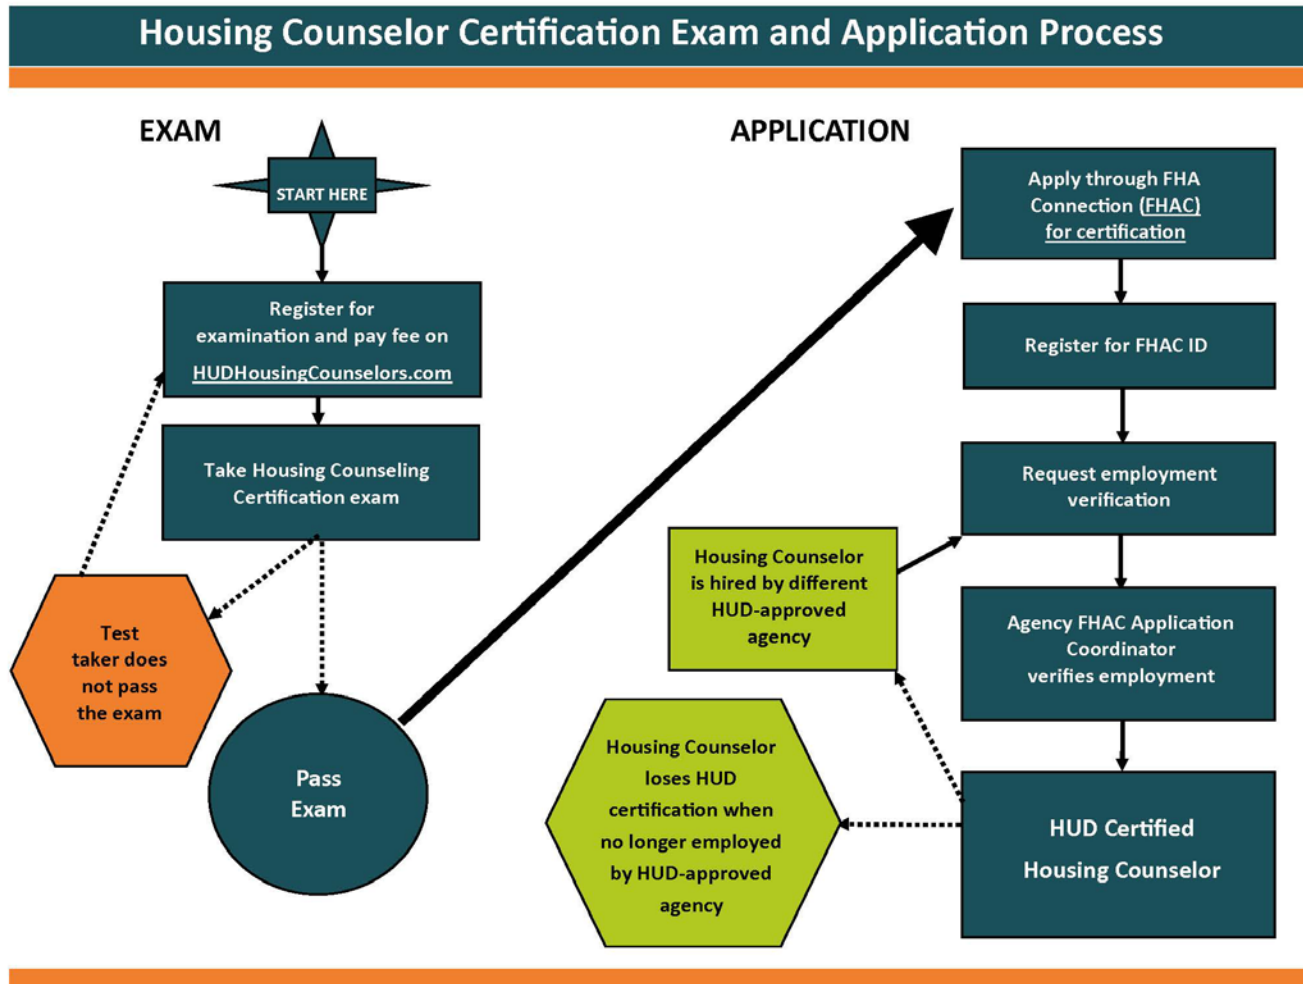 Housing Counselor Certification Exam and Application Process
EXAM
START HERE
Register for
examination and pay fee on
HUDHousingCounselors.com
Take Housing Counseling
Certification exam
Test
taker does
not pass
the exam
Pass
Exam
APPLICATION
Apply through FHA
Connection (FHAC)
for certification
Register for FHAC ID
Request employment
verification
Housing Counselor
is hired by different
HUD-approved
agency
Agency FHAC Application
Coordinator
verifies employment
Housing Counselor
loses HUD
certification when
no longer employed
by HUD-approved
agency
HUD Certified
Housing Counselor